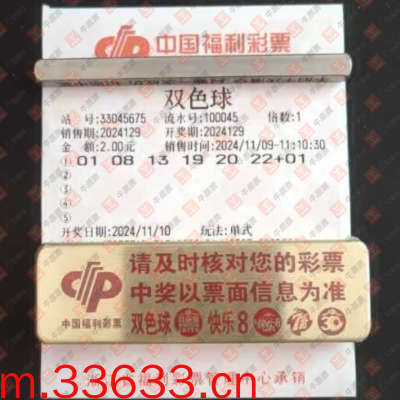 中国福利彩票
双色球
站 号:33045675 流水号:100045 倍数:1
销售期:2024129 开奖期:2024129
金 额:2.00元 销售时间:2024/11/09-11:10:30
① 01 08 13 19 20 22+01
②
③
④
⑤
开奖日期:2024/11/10 玩法:单式
请及时核对您的彩票
中奖以票面信息为准
中国福利彩票
双色球 快乐8
m.33633.cn
中心承销